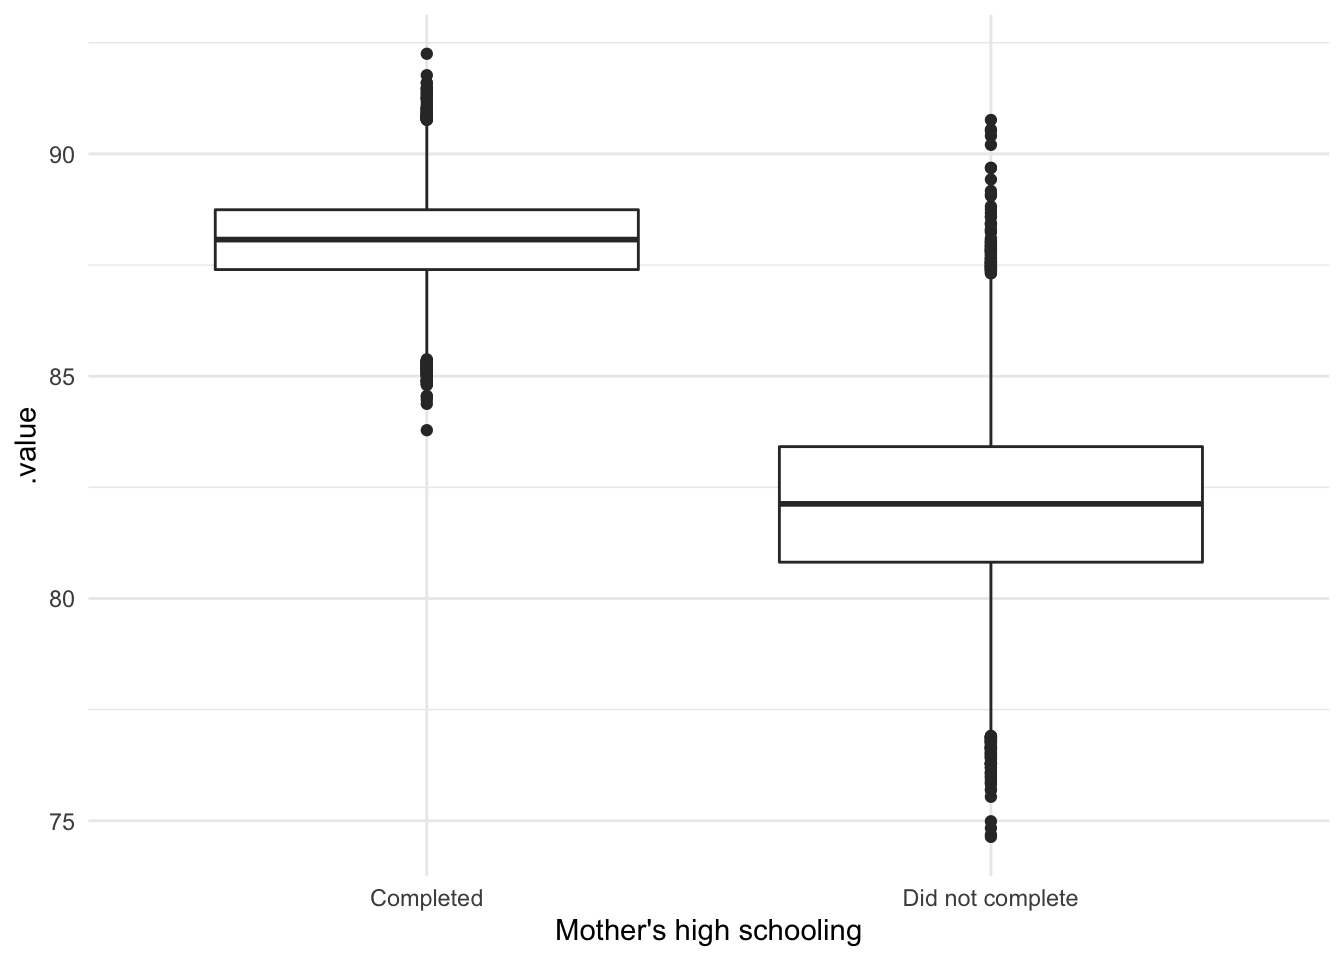 90
85
80
75
.value
Completed
Did not complete
Mother's high schooling